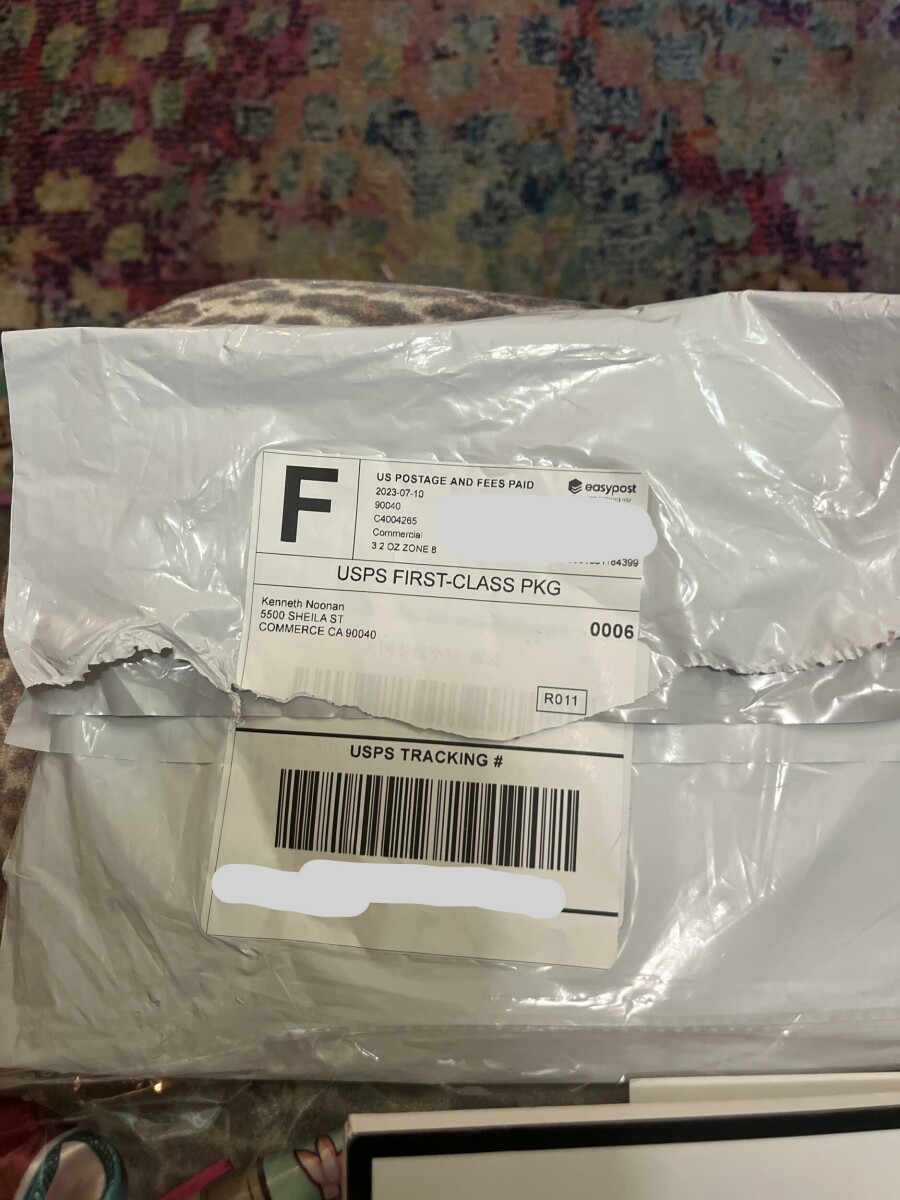 F
US POSTAGE AND FEES PAID
2023-07-10
90040
C4004265
Commercial
3.2 OZ ZONE 8
easypost
84399
USPS FIRST-CLASS PKG
Kenneth Noonan
5500 SHEILA ST
COMMERCE CA 90040
0006
R011
USPS TRACKING #